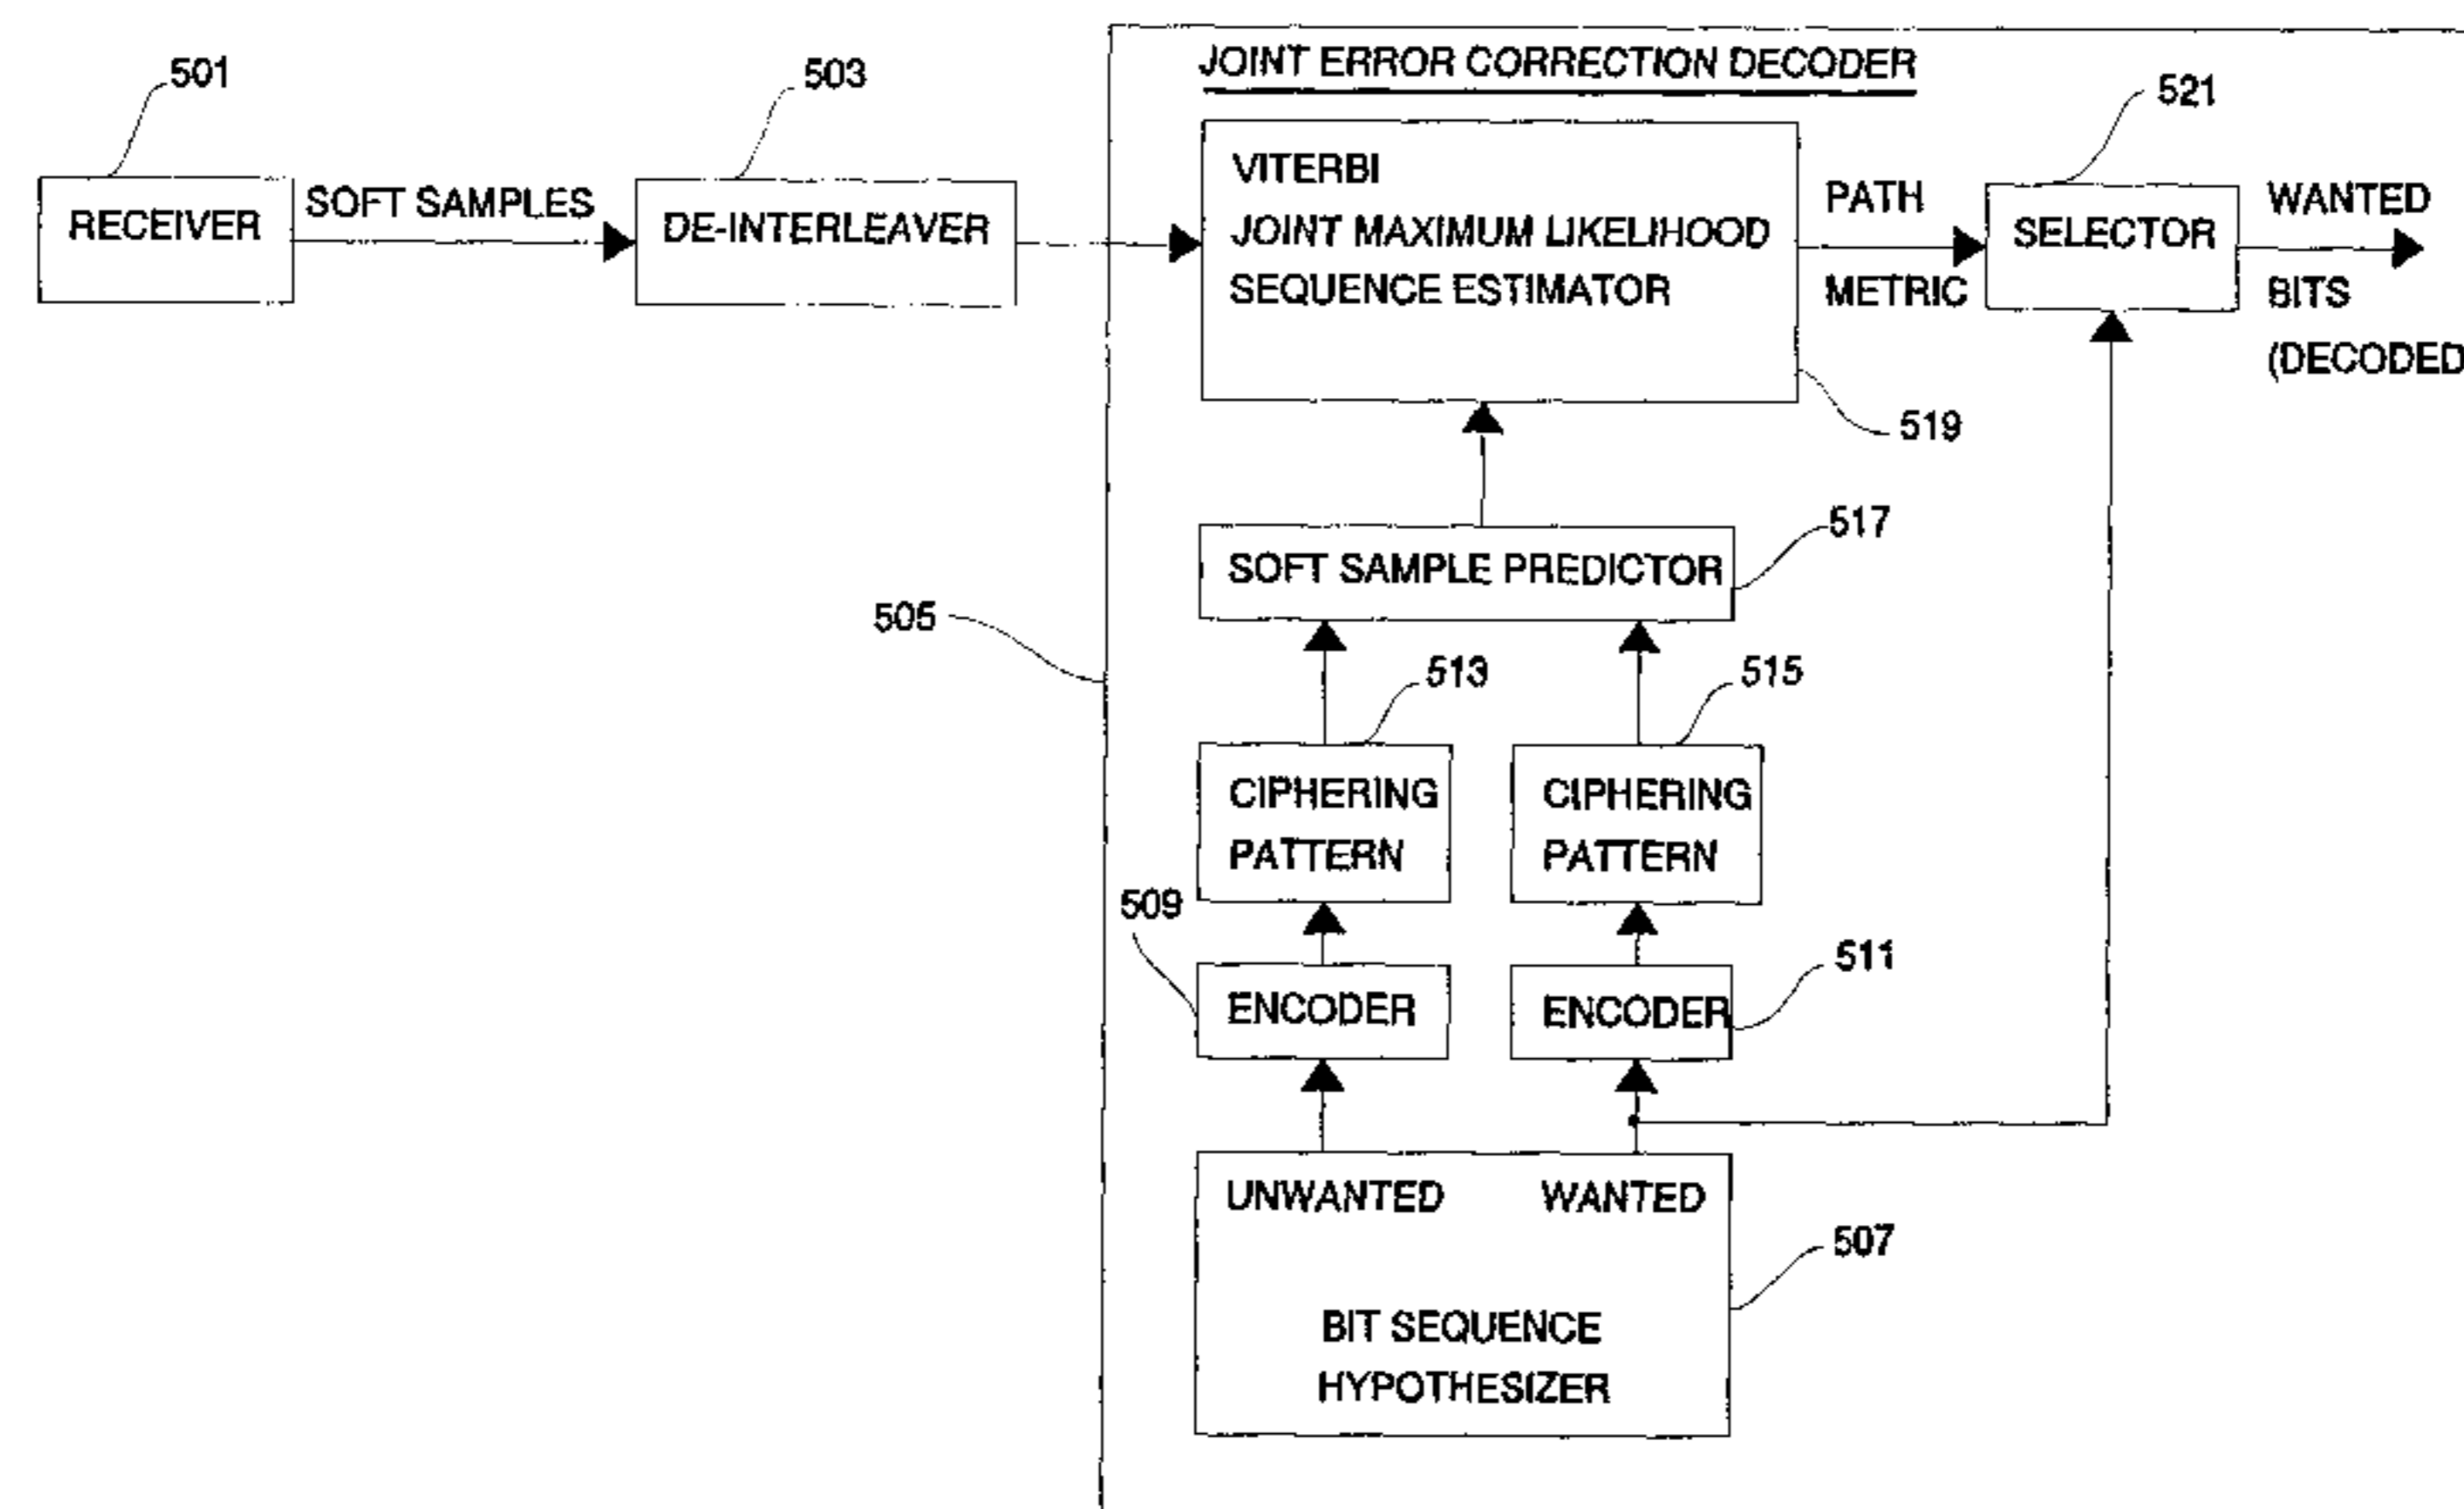 JOINT ERROR CORRECTION DECODER
501
503
521
RECEIVER
SOFT SAMPLES
DE-INTERLEAVER
VITERBI
JOINT MAXIMUM LIKELIHOOD
SEQUENCE ESTIMATOR
PATH
METRIC
SELECTOR
WANTED
BITS
(DECODED
519
517
SOFT SAMPLE PREDICTOR
505
513
515
CIPHERING
PATTERN
CIPHERING
PATTERN
509
511
ENCODER
ENCODER
UNWANTED
WANTED
507
BIT SEQUENCE
HYPOTHESIZER